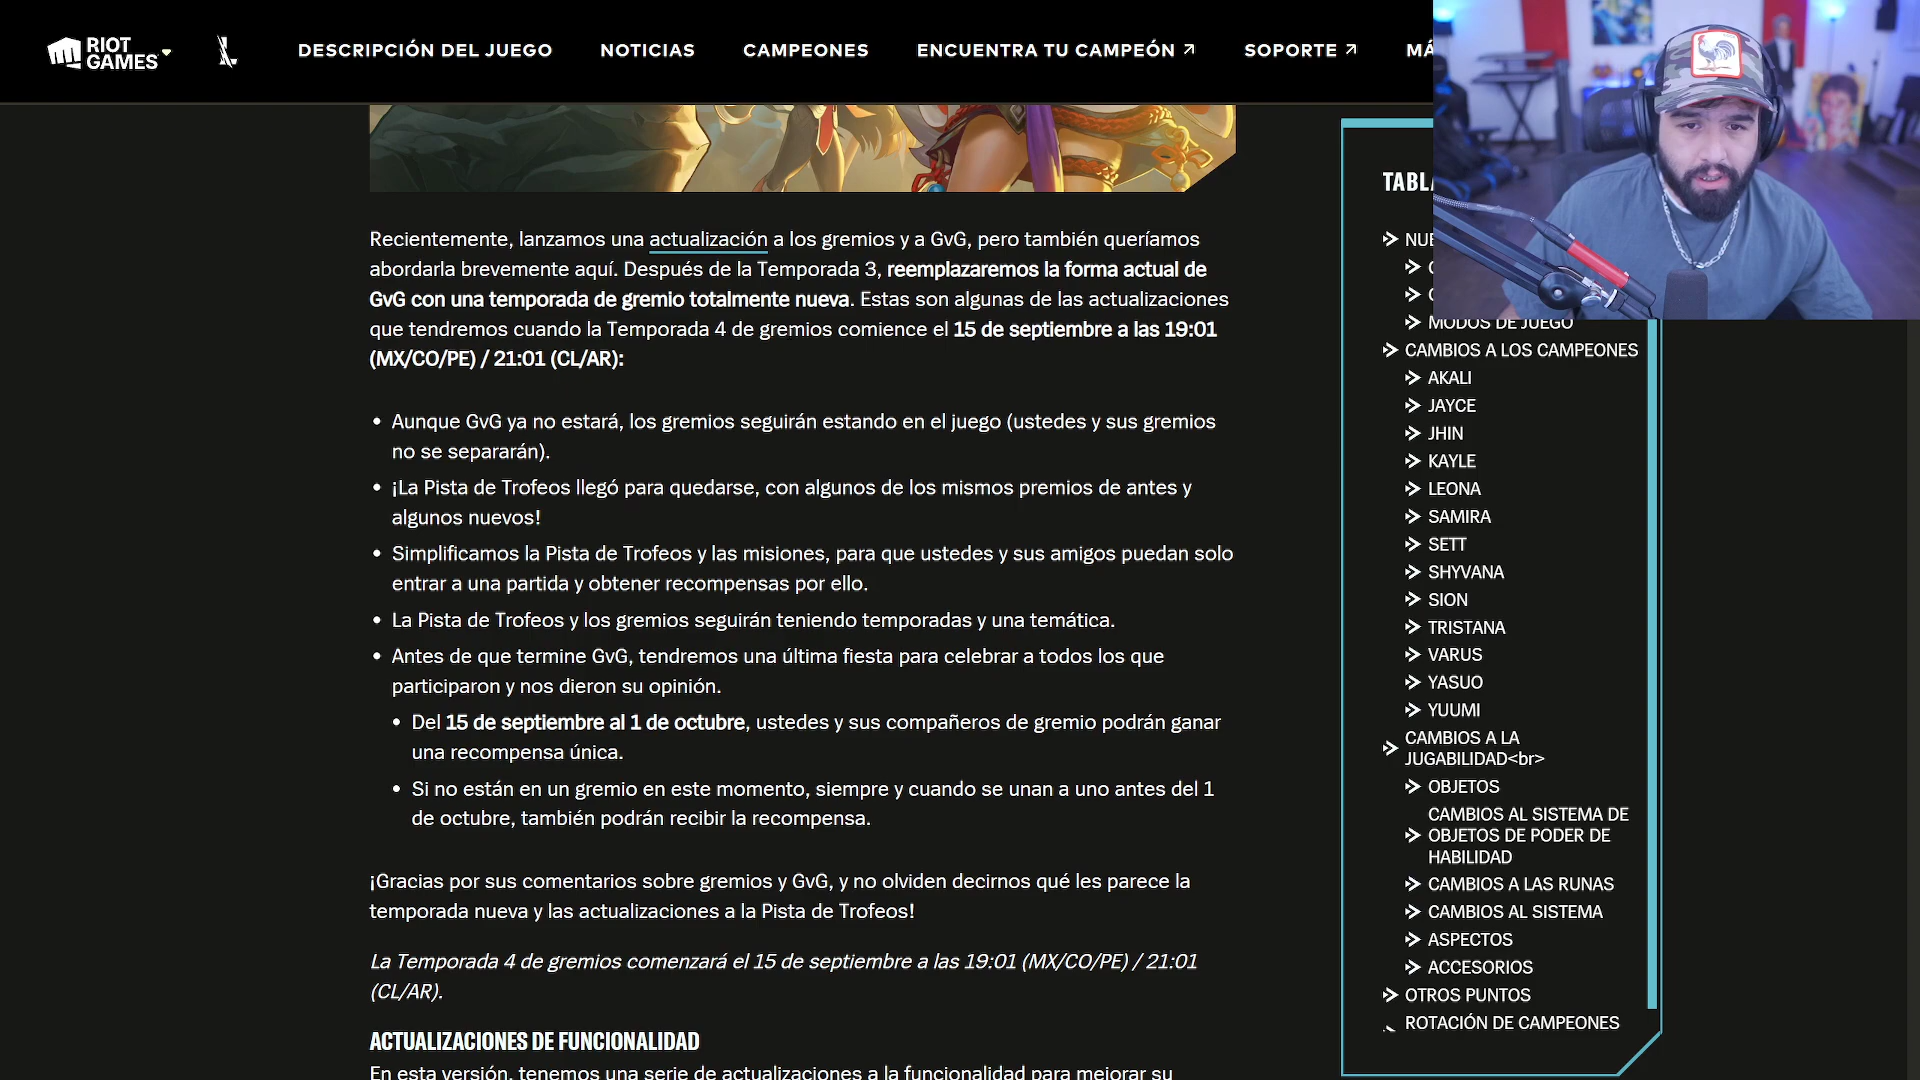 RIOT
GAMES
DESCRIPCIÓN DEL JUEGO
NOTICIAS
CAMPEONES
ENCUENTRA TU CAMPEÓN
SOPORTE
MÁ
Recientemente, lanzamos una actualización a los gremios y a GvG, pero también queríamos
abordarla brevemente aquí. Después de la Temporada 3, reemplazaremos la forma actual de
GvG con una temporada de gremio totalmente nueva. Estas son algunas de las actualizaciones
que tendremos cuando la Temporada 4 de gremios comience el 15 de septiembre a las 19:01
(MX/CO/PE) / 21:01 (CL/AR):
• Aunque GvG ya no estará, los gremios seguirán estando en el juego (ustedes y sus gremios
no se separarán).
• ¡La Pista de Trofeos llegó para quedarse, con algunos de los mismos premios de antes y
algunos nuevos!
• Simplificamos la Pista de Trofeos y las misiones, para que ustedes y sus amigos puedan solo
entrar a una partida y obtener recompensas por ello.
• La Pista de Trofeos y los gremios seguirán teniendo temporadas y una temática.
• Antes de que termine GvG, tendremos una última fiesta para celebrar a todos los que
participaron y nos dieron su opinión.
• Del 15 de septiembre al 1 de octubre, ustedes y sus compañeros de gremio podrán ganar
una recompensa única.
• Si no están en un gremio en este momento, siempre y cuando se unan a uno antes del 1
de octubre, también podrán recibir la recompensa.
¡Gracias por sus comentarios sobre gremios y GvG, y no olviden decirnos qué les parece la
temporada nueva y las actualizaciones a la Pista de Trofeos!
La Temporada 4 de gremios comenzará el 15 de septiembre a las 19:01 (MX/CO/PE) / 21:01
(CL/AR).
ACTUALIZACIONES DE FUNCIONALIDAD
En esta versión, tenemos una serie de actualizaciones a la funcionalidad para mejorar su
TABL
NUE
MODOS DE JUEGO
CAMBIOS A LOS CAMPEONES
AKALI
JAYCE
JHIN
KAYLE
LEONA
SAMIRA
SETT
SHYVANA
SION
TRISTANA
VARUS
YASUO
YUUMI
CAMBIOS A LA
JUGABILIDAD<br>
OBJETOS
CAMBIOS AL SISTEMA DE
OBJETOS DE PODER DE
HABILIDAD
CAMBIOS A LAS RUNAS
CAMBIOS AL SISTEMA
ASPECTOS
ACCESORIOS
OTROS PUNTOS
ROTACIÓN DE CAMPEONES